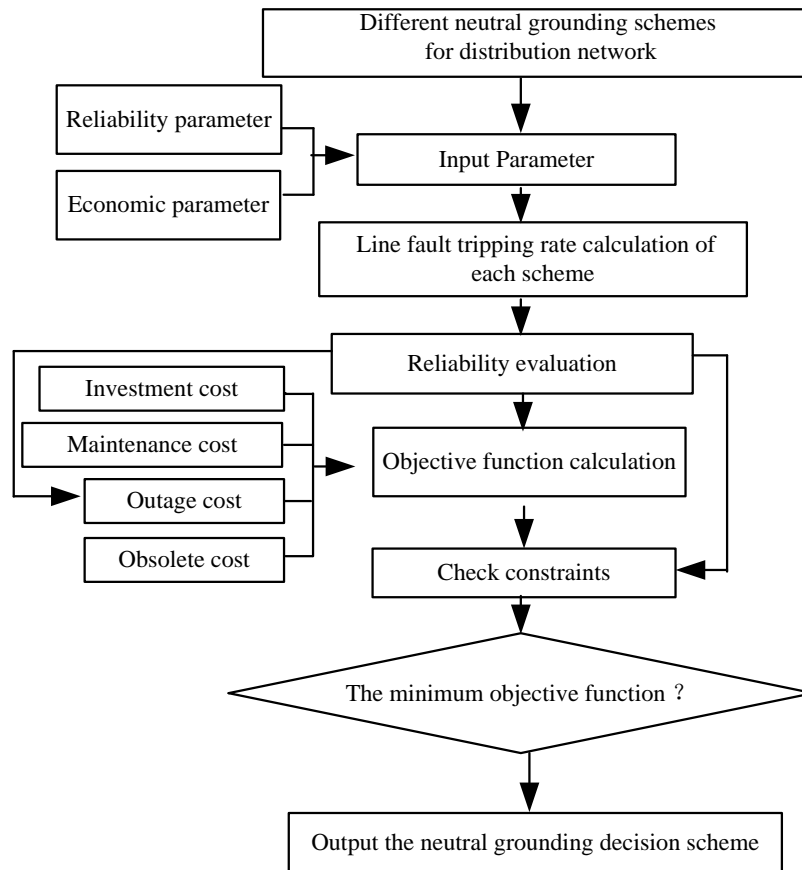 Different neutral grounding schemes
for distribution network
Reliability parameter
Input Parameter
Economic parameter
Line fault tripping rate calculation of
each scheme
Reliability evaluation
Investment cost
Maintenance cost
Objective function calculation
Outage cost
Obsolete cost
Check constraints
The minimum objective function ?
Output the neutral grounding decision scheme